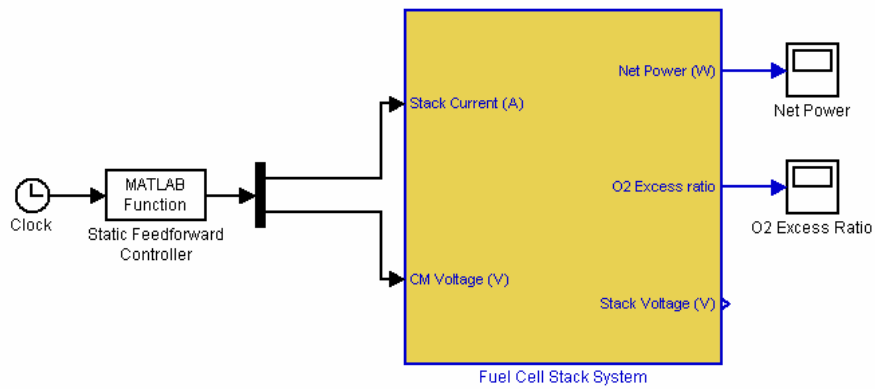 Net Power (W)
Stack Current (A)
Net Power
MATLAB
Function
O2 Excess ratio
Clock
Static Feedforward
Controller
O2 Excess Ratio
CM Voltage (V)
Stack Voltage (V)
Fuel Cell Stack System